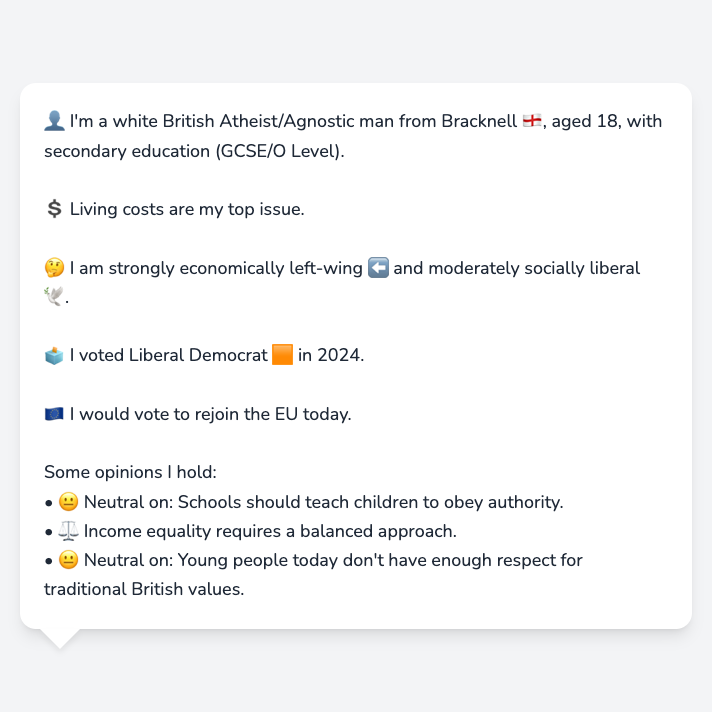 👤 I'm a white British Atheist/Agnostic man from Bracknell 🏴󠁧󠁢󠁥󠁮󠁧󠁿, aged 18, with
secondary education (GCSE/O Level).
💲 Living costs are my top issue.
🤔 I am strongly economically left-wing ⬅️ and moderately socially liberal
🕊️.
🗳️ I voted Liberal Democrat 🟧 in 2024.
🇪🇺 I would vote to rejoin the EU today.
Some opinions I hold:
• 😐 Neutral on: Schools should teach children to obey authority.
• ⚖️ Income equality requires a balanced approach.
• 😐 Neutral on: Young people today don't have enough respect for
traditional British values.